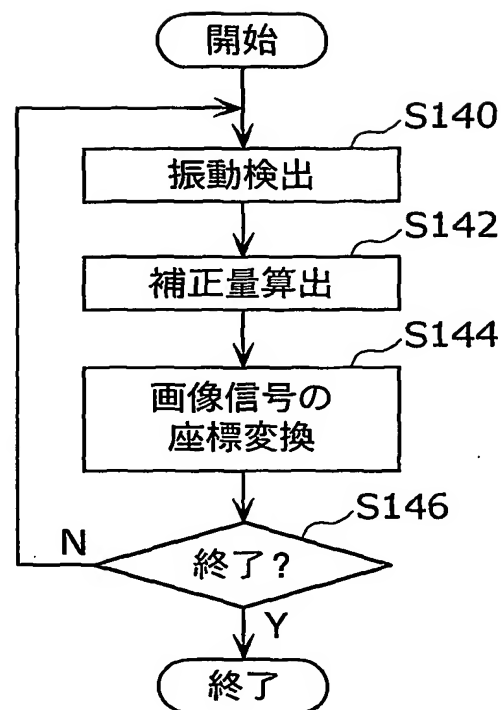 開始
S140
振動検出
S142
補正量算出
S144
画像信号の
座標変換
S146
N
終了?
Y
終了